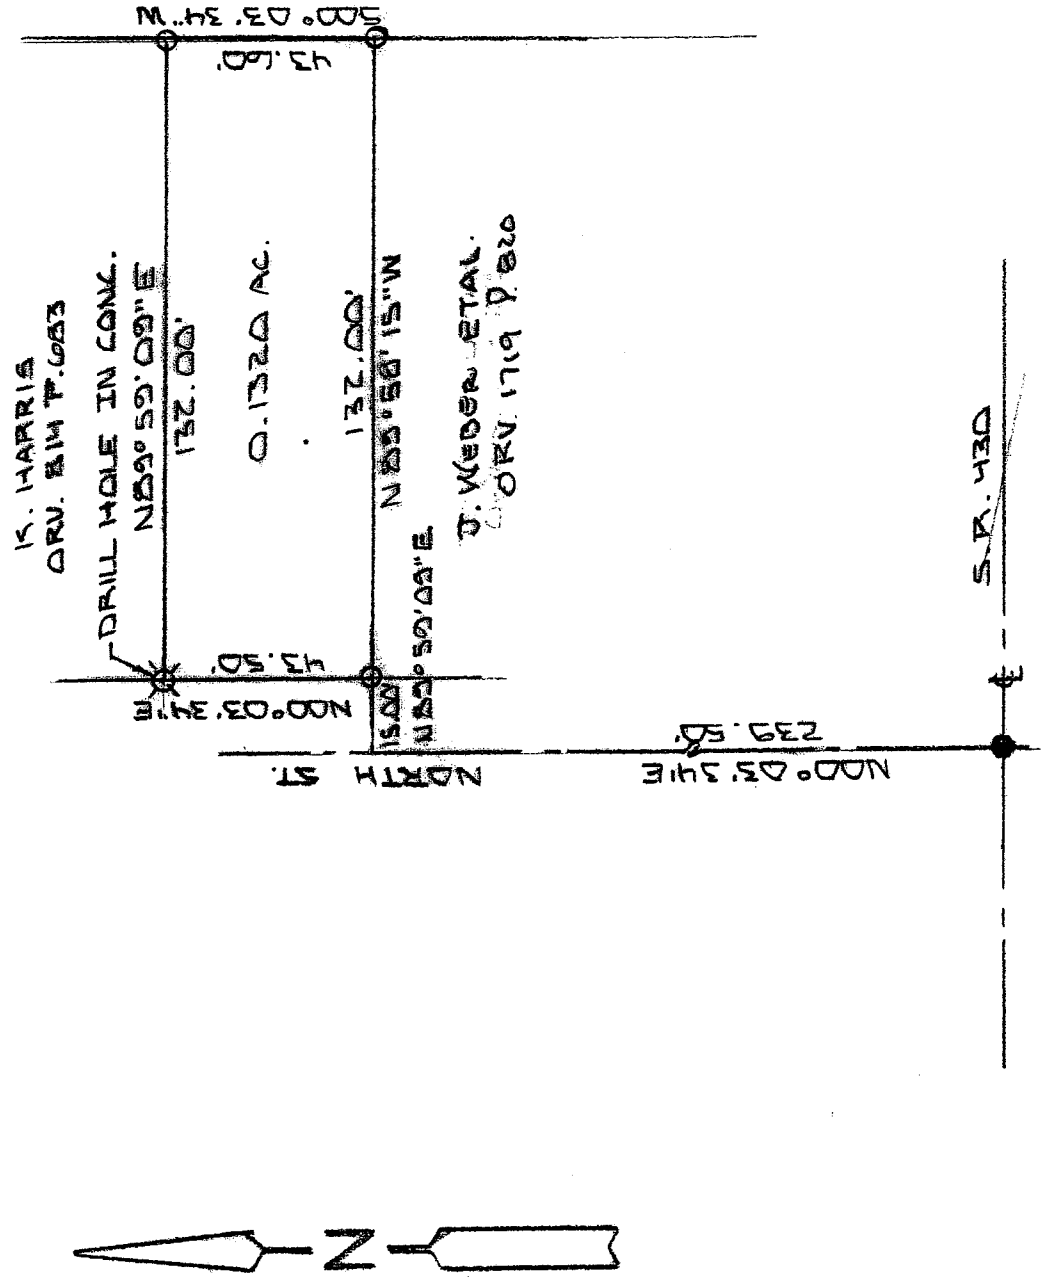 K. HARRIS
ORV. 814 P.683
DRILL HOLE IN CONC.
N89°59'09"E
132.00'
0.1320 AC.
132.00'
N89°58'15"W
J. WEBER ETAL.
ORV. 1719 P. 820
S00°03'34"W
43.60'
43.50'
N00°03'34"E
15.00'
N89°59'09"E
NORTH ST.
239.50'
N00°03'34"E
S.R. 430
N